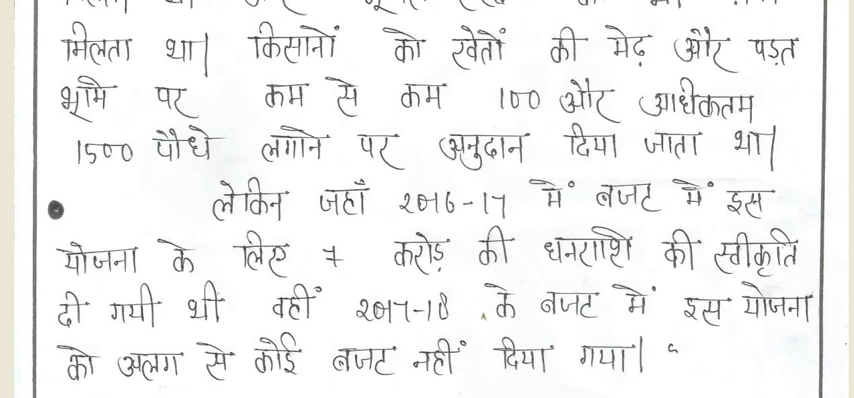 मिलता था। किसानों को खेतों की मेढ़ और पड़त
भूमि पर कम से कम 100 और अधिकतम
1500 पौधे लगाने पर अनुदान दिया जाता था।
लेकिन जहाँ 2016-17 में बजट में इस
योजना के लिए 7 करोड़ की धनराशि की स्वीकृति
दी गयी थी वहीं 2017-18 के बजट में इस योजना
को अलग से कोई बजट नहीं दिया गया।